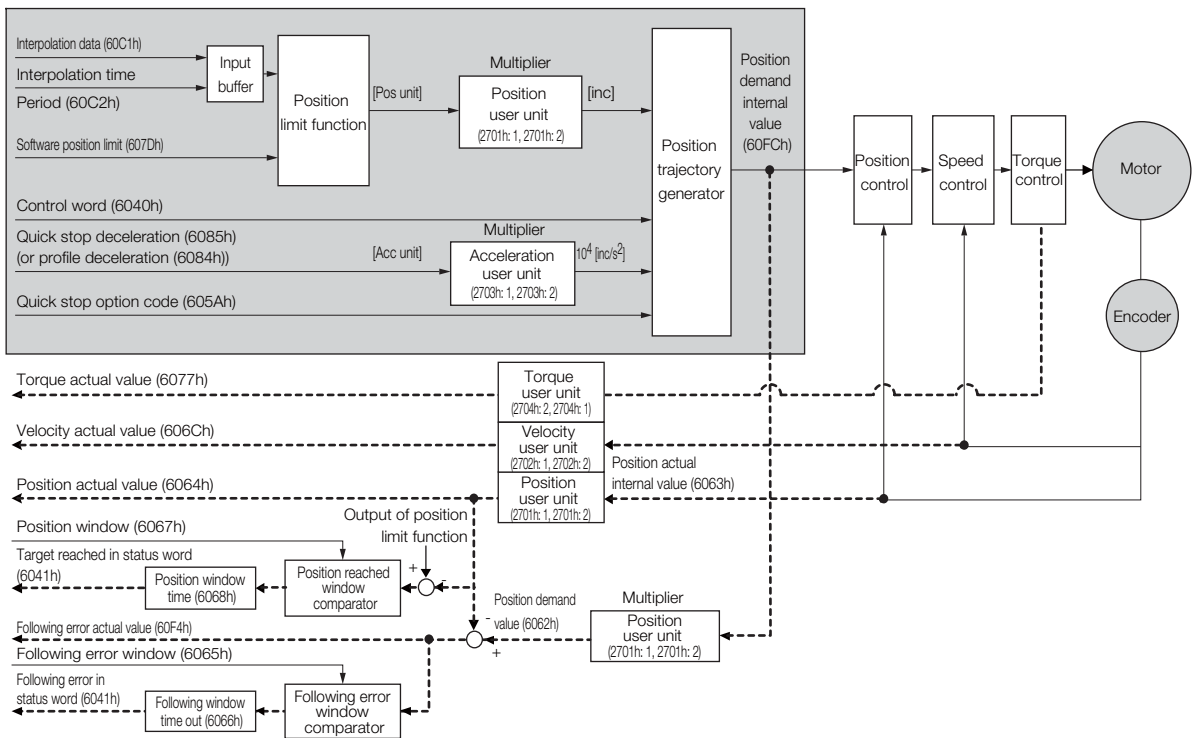 Interpolation data (60C1h)
Interpolation time
Period (60C2h)
Input
buffer
Software position limit (607Dh)
Position
limit function
[Pos unit]
Multiplier
Position
user unit
(2701h: 1, 2701h: 2)
[inc]
Control word (6040h)
Quick stop deceleration (6085h)
(or profile deceleration (6084h))
[Acc unit]
Multiplier
Acceleration
user unit
(2703h: 1, 2703h: 2)
10⁴ [inc/s²]
Quick stop option code (605Ah)
Position
trajectory
generator
Position
demand
internal
value
(60FCh)
Position
control
Speed
control
Torque
control
Motor
Encoder
Torque actual value (6077h)
Torque
user unit
(2704h: 2, 2704h: 1)
Velocity actual value (606Ch)
Velocity
user unit
(2702h: 1, 2702h: 2)
Position actual value (6064h)
Position
user unit
(2701h: 1, 2701h: 2)
Position actual
internal value (6063h)
Position window (6067h)
Output of position
limit function
Target reached in status word
(6041h)
Position window
time (6068h)
Position reached
window
comparator
+
-
Following error actual value (60F4h)
-
+
Position demand
value (6062h)
Multiplier
Position
user unit
(2701h: 1, 2701h: 2)
Following error window (6065h)
Following error in
status word (6041h)
Following window
time out (6066h)
Following error
window
comparator